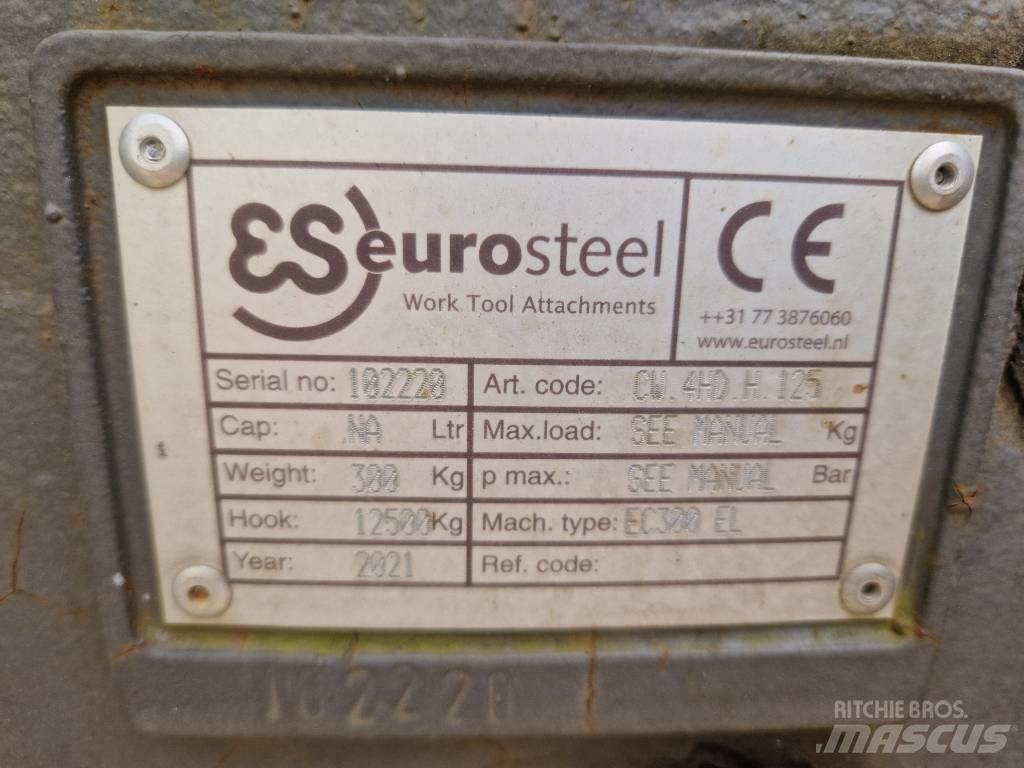 ES eurosteel
Work Tool Attachments
CE
++31 77 3876060
www.eurosteel.nl
Serial no: 102220 Art. code: CW.4HD.H.125
Cap: NA Ltr Max.load: SEE MANUAL Kg
Weight: 300 Kg p max.: SEE MANUAL Bar
Hook: 12500 Kg Mach. type: EC300 EL
Year: 2021 Ref. code:
102220
RITCHIE BROS.
MASCUS